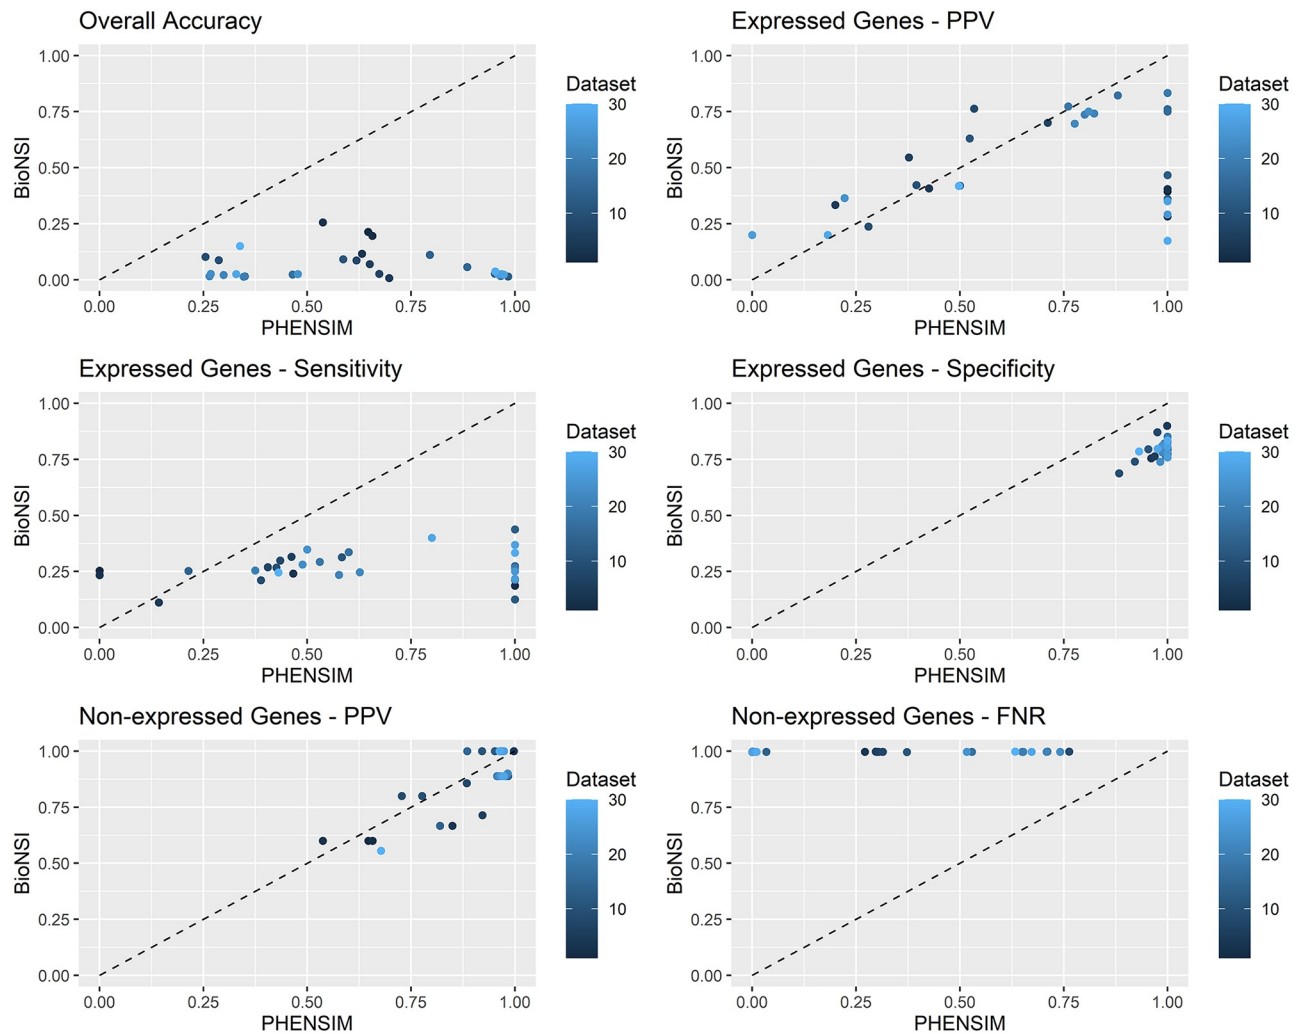 Overall Accuracy
1.00
0.75
0.50
0.25
0.00
BioNSI
0.00 0.25 0.50 0.75 1.00
PHENSIM
Dataset
30
20
10
Expressed Genes - PPV
1.00
0.75
0.50
0.25
0.00
BioNSI
0.00 0.25 0.50 0.75 1.00
PHENSIM
Dataset
30
20
10
Expressed Genes - Sensitivity
1.00
0.75
0.50
0.25
0.00
BioNSI
0.00 0.25 0.50 0.75 1.00
PHENSIM
Dataset
30
20
10
Expressed Genes - Specificity
1.00
0.75
0.50
0.25
0.00
BioNSI
0.00 0.25 0.50 0.75 1.00
PHENSIM
Dataset
30
20
10
Non-expressed Genes - PPV
1.00
0.75
0.50
0.25
0.00
BioNSI
0.00 0.25 0.50 0.75 1.00
PHENSIM
Dataset
30
20
10
Non-expressed Genes - FNR
1.00
0.75
0.50
0.25
0.00
BioNSI
0.00 0.25 0.50 0.75 1.00
PHENSIM
Dataset
30
20
10